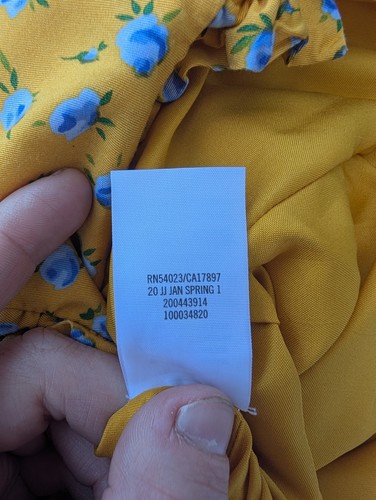 RN54023/CA17897
20 JJ JAN SPRING 1
200443914
100034820